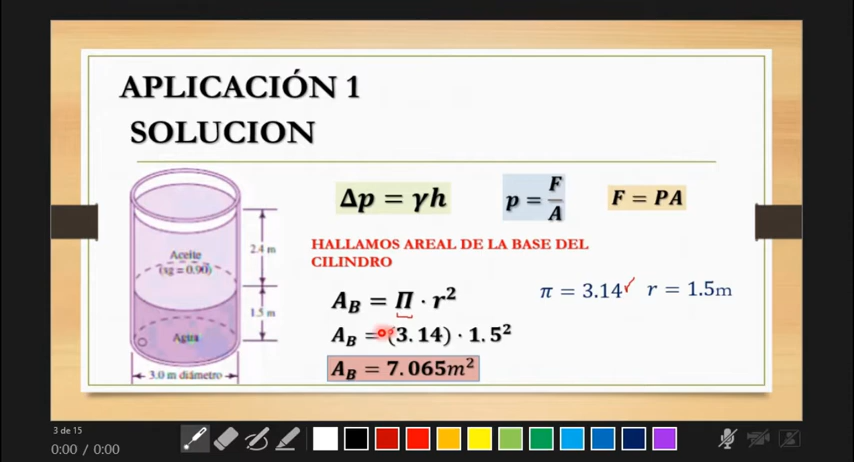 APLICACIÓN 1
SOLUCION
Δp = γh
p = F/A
F = PA
HALLAMOS AREAL DE LA BASE DEL
CILINDRO
A_B = Π · r²
π = 3.14 ✓ r = 1.5m
A_B = (3.14) · 1.5²
A_B = 7.065m²
Aceite
(sg = 0.90)
2.4 m
1.5 m
Agua
3.0 m diámetro
3 de 15
0:00 / 0:00